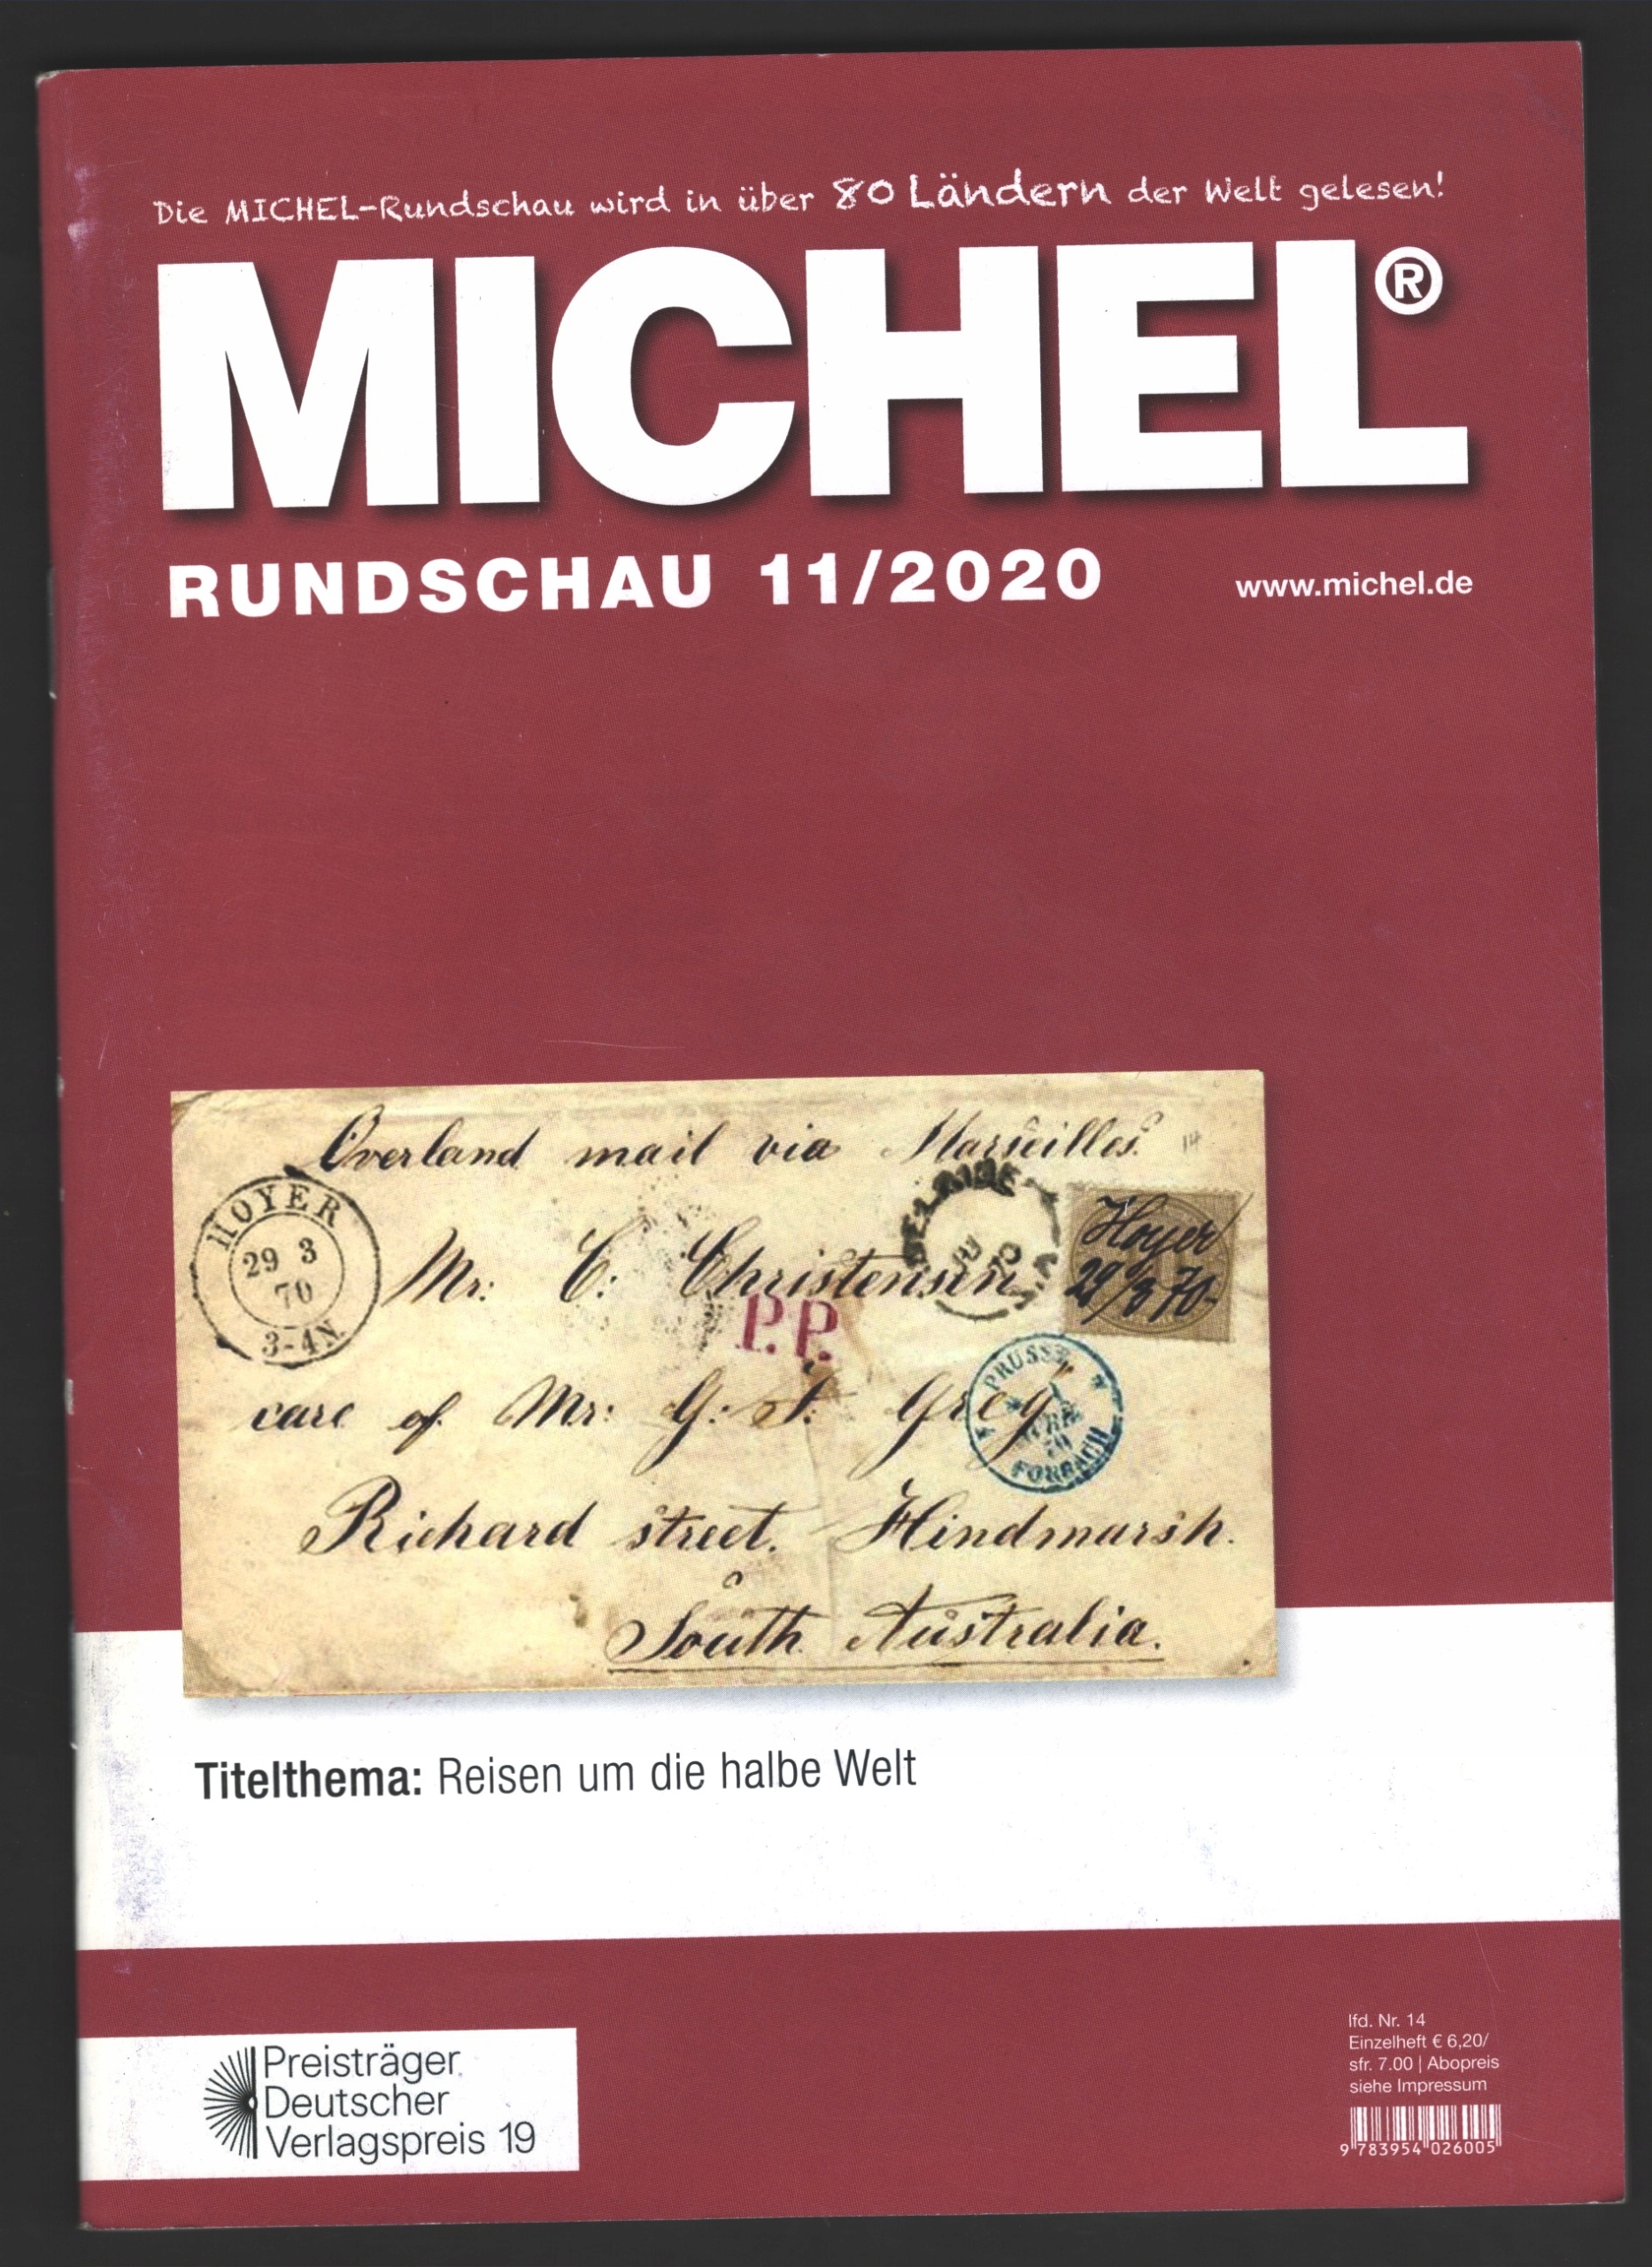 Die MICHEL-Rundschau wird in über 80 Ländern der Welt gelesen!
MICHEL®
RUNDSCHAU 11/2020
www.michel.de
Overland mail via Marseilles.
14
HOYER
29 3
70
3-4N.
Hoyer
29/3 70
Mr. C. Christensen
P.P.
care of Mr: G: A: Grey
PRUSSE
FORBACH
Richard street. Hindmarsh.
South Australia.
Titelthema: Reisen um die halbe Welt
Preisträger
Deutscher
Verlagspreis 19
lfd. Nr. 14
Einzelheft € 6,20/
sfr. 7.00 | Abopreis
siehe Impressum
9 783954 026005